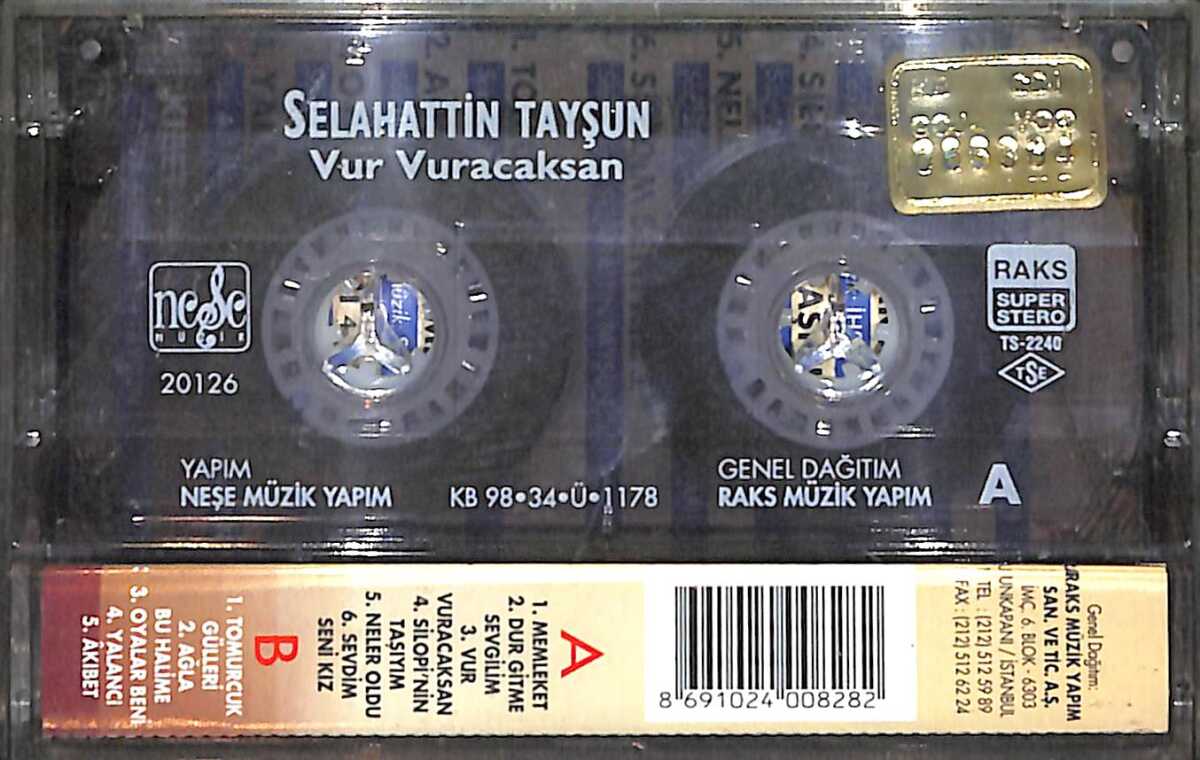 SELAHATTİN TAYŞUN
Vur Vuracaksan
neşe
MÜZİK
20126
RAKS
SUPER
STERO
TS-2240
TSE
YAPIM
NEŞE MÜZİK YAPIM
KB 98•34•Ü•1178
GENEL DAĞITIM
RAKS MÜZİK YAPIM
A
B
1. TOMURCUK
GÜLLERİ
2. AĞLA
BU HALİME
3. OYALAR BENİ
4. YALANCI
5. ÂKIBET
A
1. MEMLEKET
2. DUR GİTME
SEVGİLİM
3. VUR
VURACAKSAN
4. SİLOPİ'NİN
TAŞIYIM
5. NELER OLDU
6. SEVDİM
SENİ KIZ
8 691024 008282
Genel Dağıtım:
RAKS MÜZİK YAPIM
SAN. VE TİC. A.Ş.
İMÇ. 6. BLOK 6303
UNKAPANI / İSTANBUL
TEL : (212) 512 59 89
FAX : (212) 512 62 24